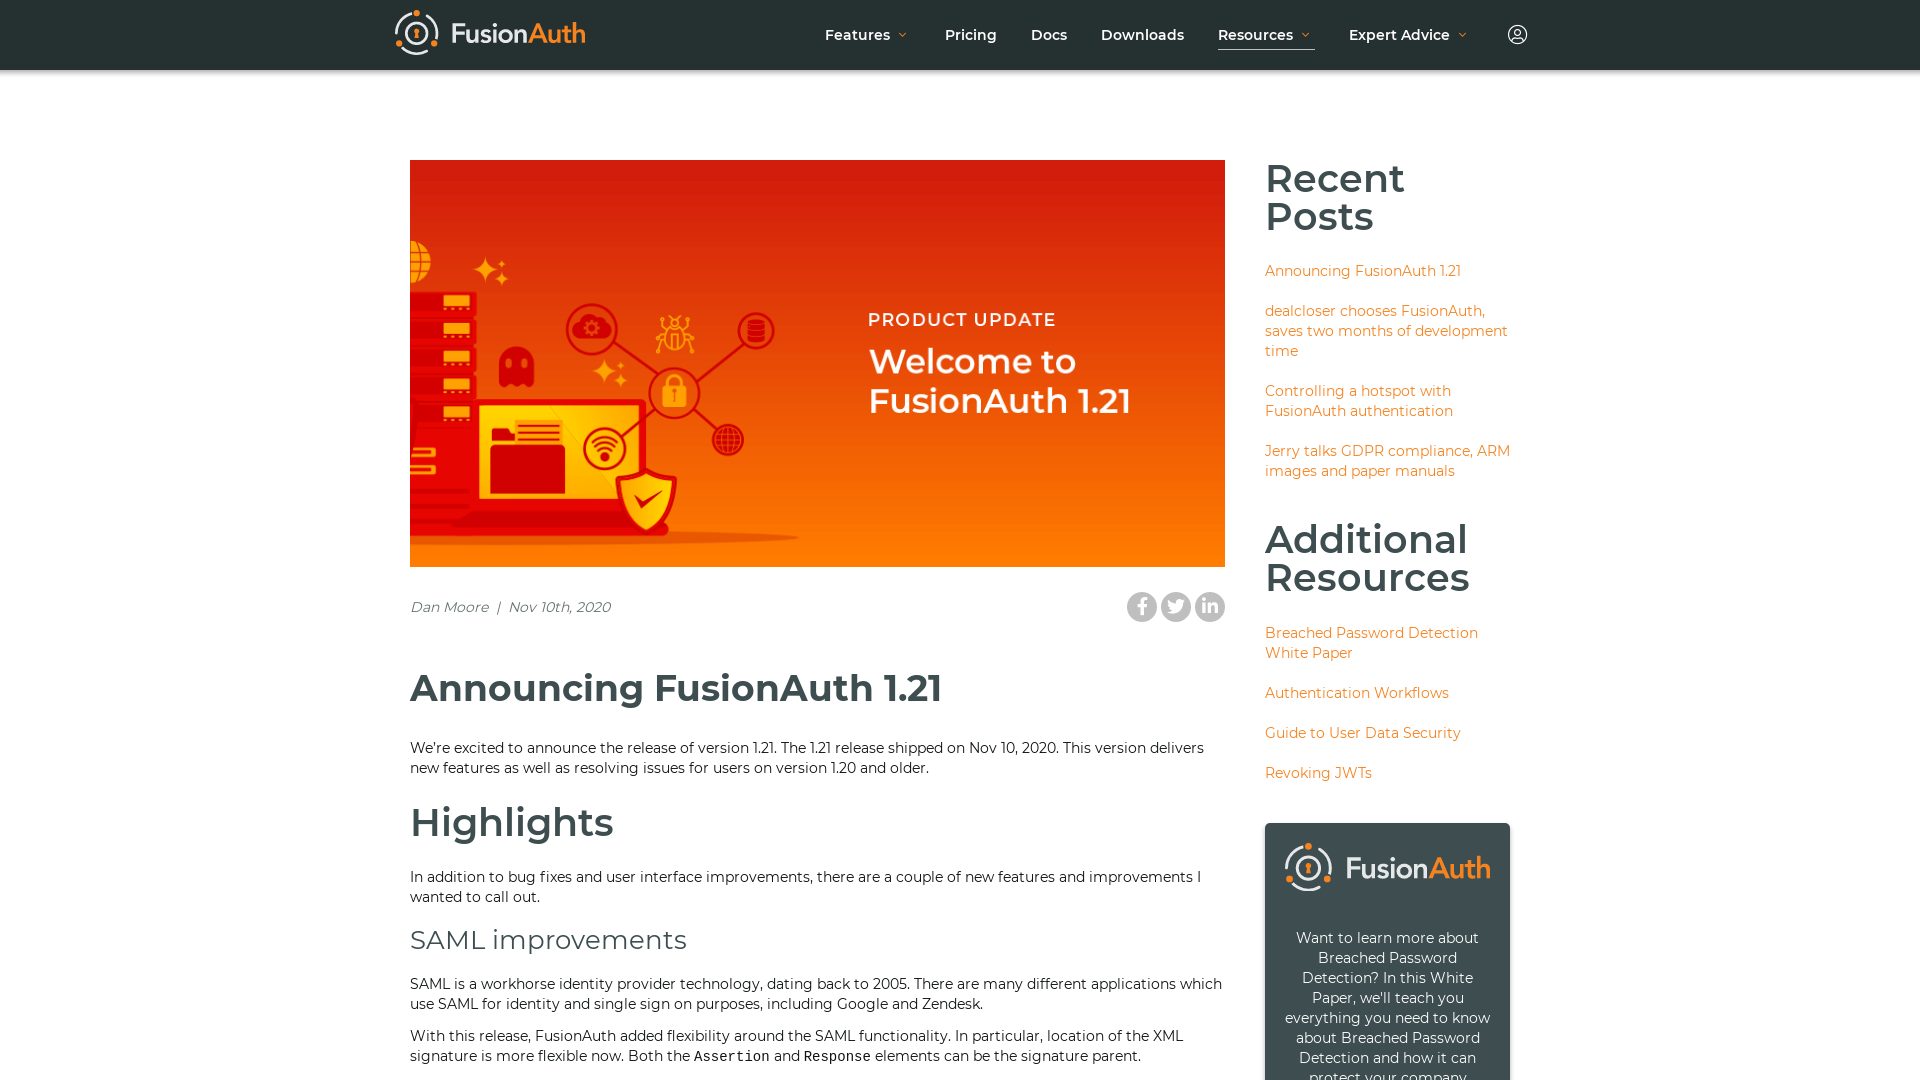 FusionAuth
Features
Pricing
Docs
Downloads
Resources
Expert Advice
PRODUCT UPDATE
Welcome to
FusionAuth 1.21
Dan Moore | Nov 10th, 2020
Announcing FusionAuth 1.21
We're excited to announce the release of version 1.21. The 1.21 release shipped on Nov 10, 2020. This version delivers
new features as well as resolving issues for users on version 1.20 and older.
Highlights
In addition to bug fixes and user interface improvements, there are a couple of new features and improvements I
wanted to call out.
SAML improvements
SAML is a workhorse identity provider technology, dating back to 2005. There are many different applications which
use SAML for identity and single sign on purposes, including Google and Zendesk.
With this release, FusionAuth added flexibility around the SAML functionality. In particular, location of the XML
signature is more flexible now. Both the Assertion and Response elements can be the signature parent.
Recent
Posts
Announcing FusionAuth 1.21
dealcloser chooses FusionAuth,
saves two months of development
time
Controlling a hotspot with
FusionAuth authentication
Jerry talks GDPR compliance, ARM
images and paper manuals
Additional
Resources
Breached Password Detection
White Paper
Authentication Workflows
Guide to User Data Security
Revoking JWTs
FusionAuth
Want to learn more about
Breached Password
Detection? In this White
Paper, we'll teach you
everything you need to know
about Breached Password
Detection and how it can
protect your company